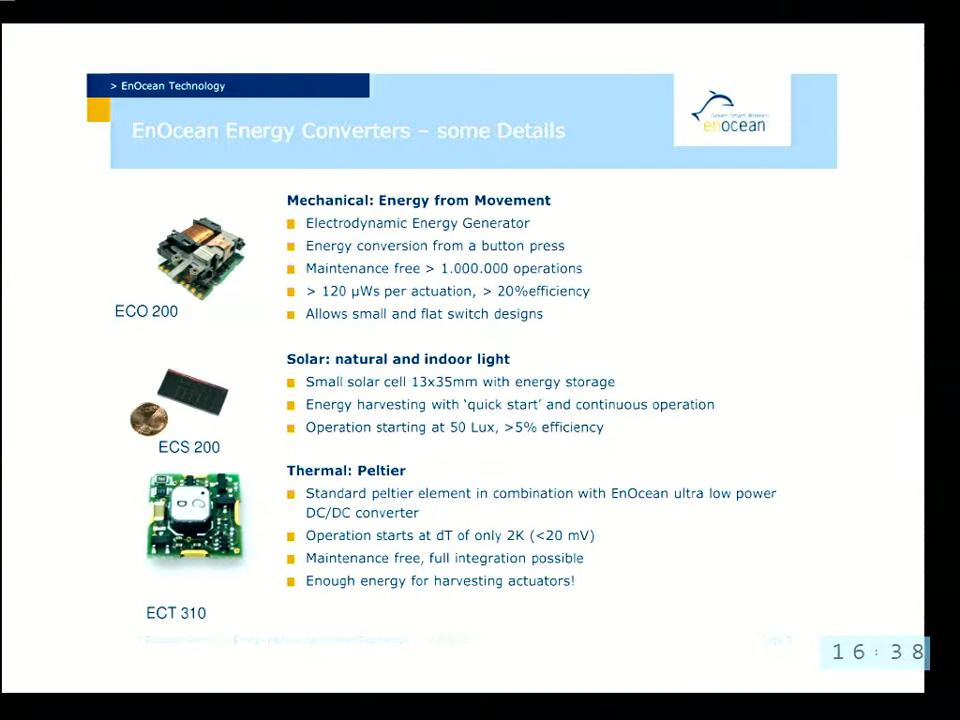 > EnOcean Technology
EnOcean Energy Converters – some Details
Green Smart Wireless
enocean
Mechanical: Energy from Movement
Electrodynamic Energy Generator
Energy conversion from a button press
Maintenance free > 1.000.000 operations
> 120 µWs per actuation, > 20%efficiency
Allows small and flat switch designs
ECO 200
Solar: natural and indoor light
Small solar cell 13x35mm with energy storage
Energy harvesting with ‘quick start’ and continuous operation
Operation starting at 50 Lux, >5% efficiency
ECS 200
Thermal: Peltier
Standard peltier element in combination with EnOcean ultra low power
DC/DC converter
Operation starts at dT of only 2K (<20 mV)
Maintenance free, full integration possible
Enough energy for harvesting actuators!
ECT 310
16:38